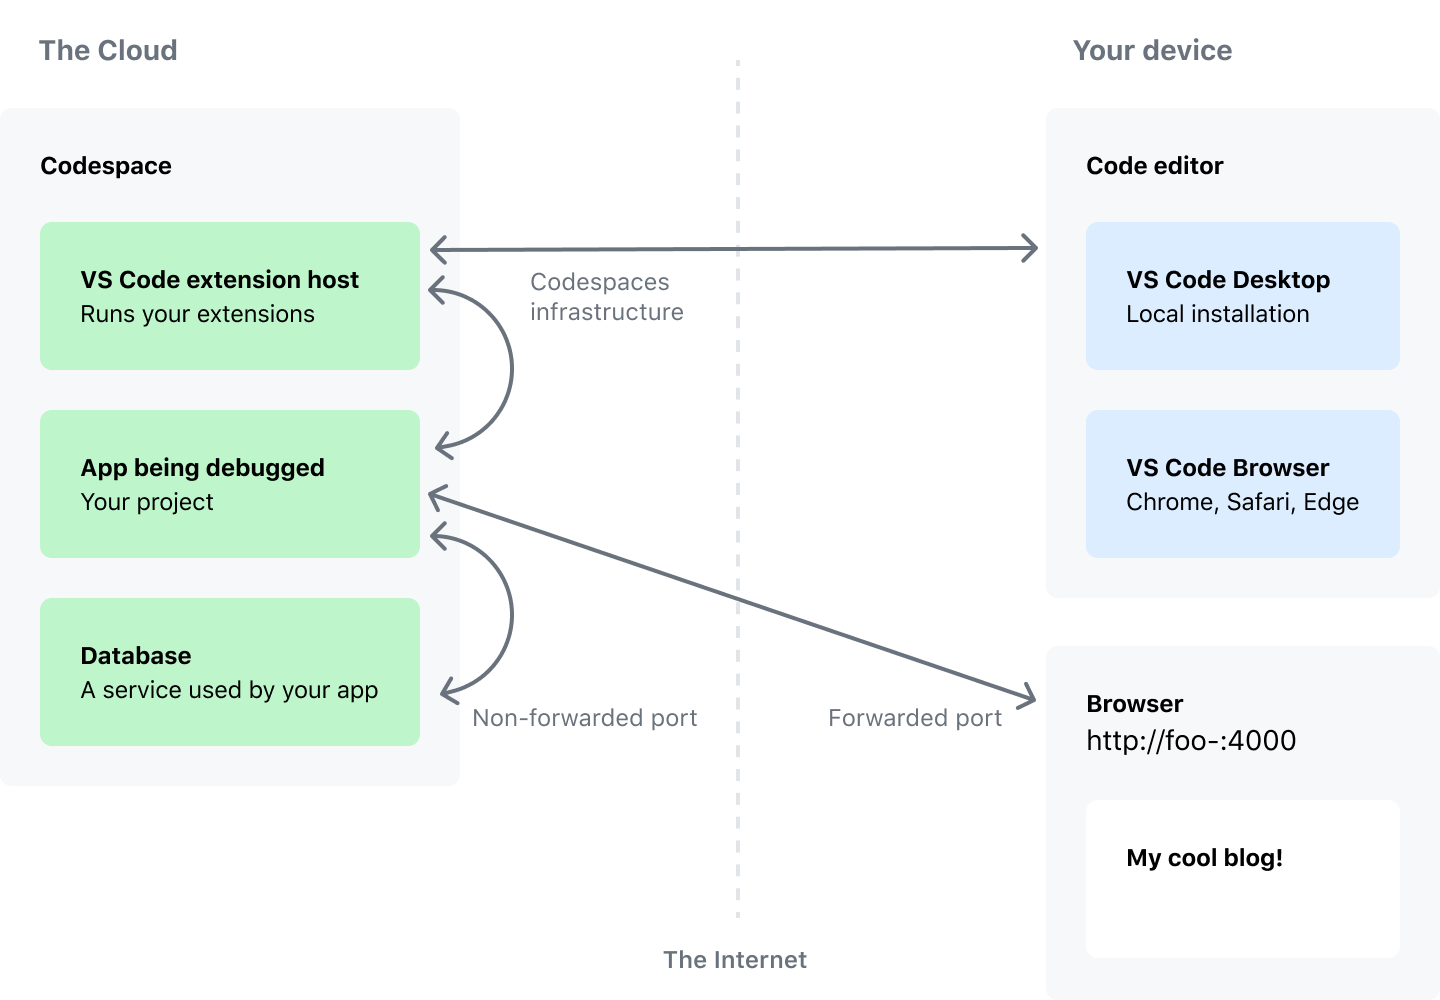 The Cloud
Your device
Codespace
VS Code extension host
Runs your extensions
App being debugged
Your project
Database
A service used by your app
Codespaces
infrastructure
Non-forwarded port
Forwarded port
The Internet
Code editor
VS Code Desktop
Local installation
VS Code Browser
Chrome, Safari, Edge
Browser
http://foo-:4000
My cool blog!